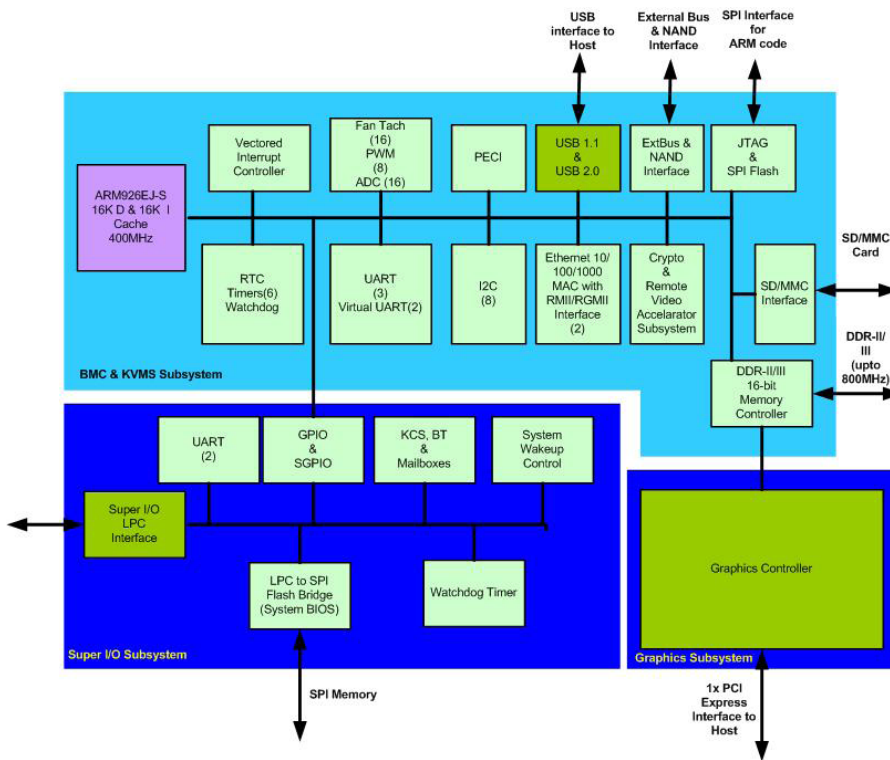 USB
interface to
Host
External Bus
& NAND
Interface
SPI Interface
for
ARM code
Vectored
Interrupt
Controller
Fan Tach
(16)
PWM
(8)
ADC (16)
PECI
USB 1.1
&
USB 2.0
ExtBus &
NAND
Interface
JTAG
&
SPI Flash
ARM926EJ-S
16K D & 16K I
Cache
400MHz
RTC
Timers(6)
Watchdog
UART
(3)
Virtual UART(2)
I2C
(8)
Ethernet 10/
100/1000
MAC with
RMII/RGMII
Interface
(2)
Crypto
&
Remote
Video
Accelarator
Subsystem
SD/MMC
Interface
SD/MMC
Card
DDR-II/
III
(upto
800MHz)
BMC & KVMS Subsystem
DDR-II/III
16-bit
Memory
Controller
UART
(2)
GPIO
&
SGPIO
KCS, BT
&
Mailboxes
System
Wakeup
Control
Super I/O
LPC
Interface
LPC to SPI
Flash Bridge
(System BIOS)
Watchdog Timer
Graphics Controller
Super I/O Subsystem
Graphics Subsystem
SPI Memory
1x PCI
Express
Interface to
Host